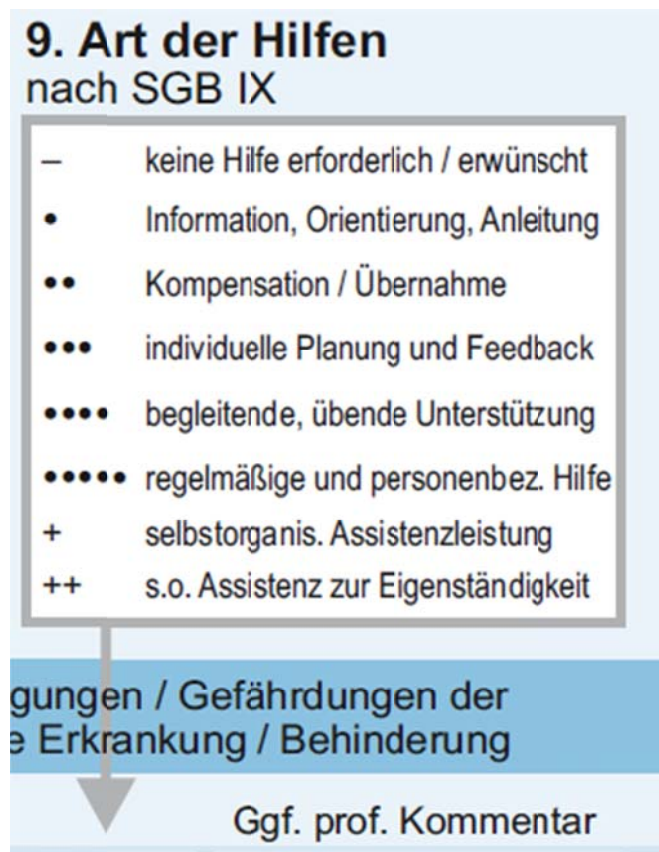 9. Art der Hilfen
nach SGB IX
– keine Hilfe erforderlich / erwünscht
• Information, Orientierung, Anleitung
•• Kompensation / Übernahme
••• individuelle Planung und Feedback
•••• begleitende, übende Unterstützung
••••• regelmäßige und personenbez. Hilfe
+ selbstorganis. Assistenzleistung
++ s.o. Assistenz zur Eigenständigkeit
gungen / Gefährdungen der
e Erkrankung / Behinderung
Ggf. prof. Kommentar